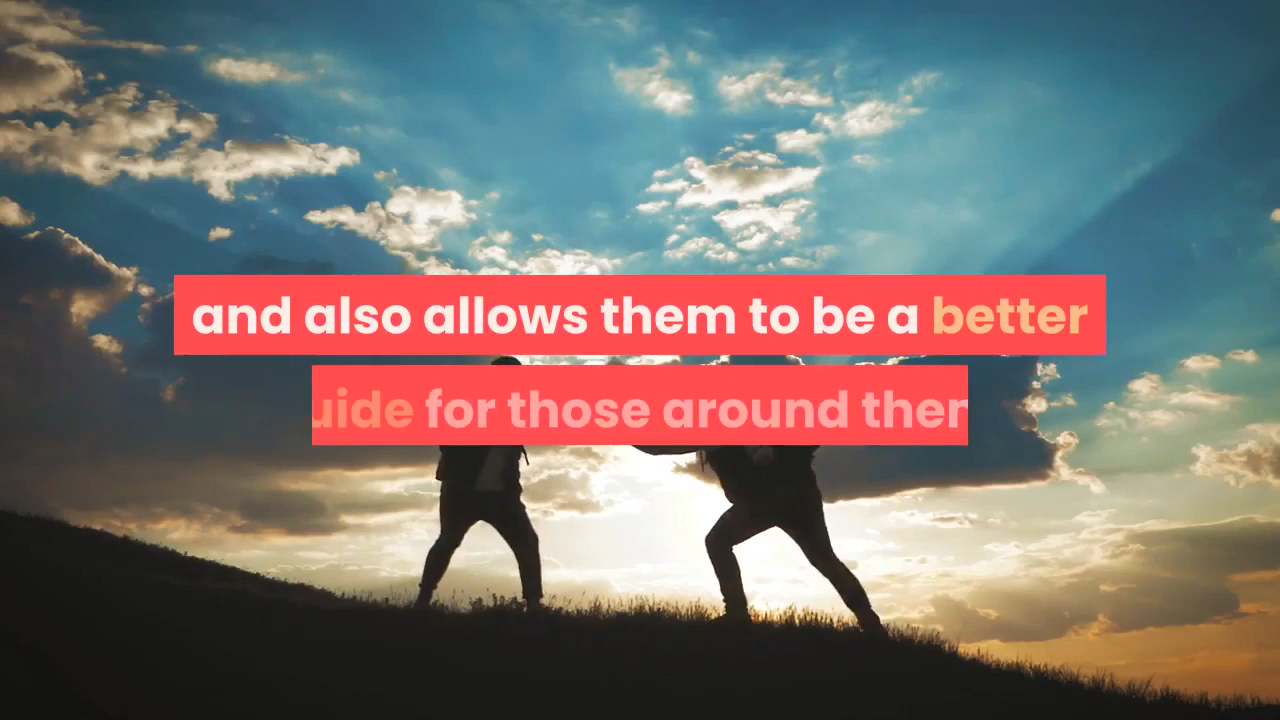 and also allows them to be a better
uide for those around ther